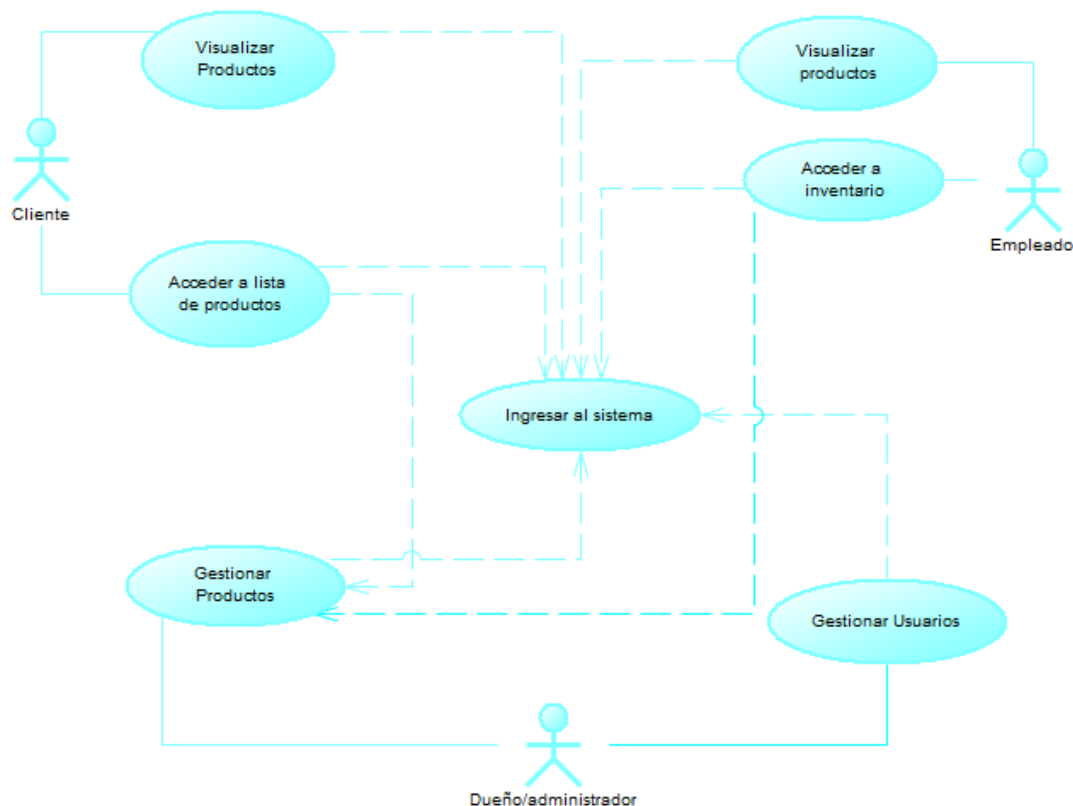 Visualizar
Productos
Visualizar
productos
Acceder a
inventario
Cliente
Empleado
Acceder a lista
de productos
Ingresar al sistema
Gestionar
Productos
Gestionar Usuarios
Dueño/administrador